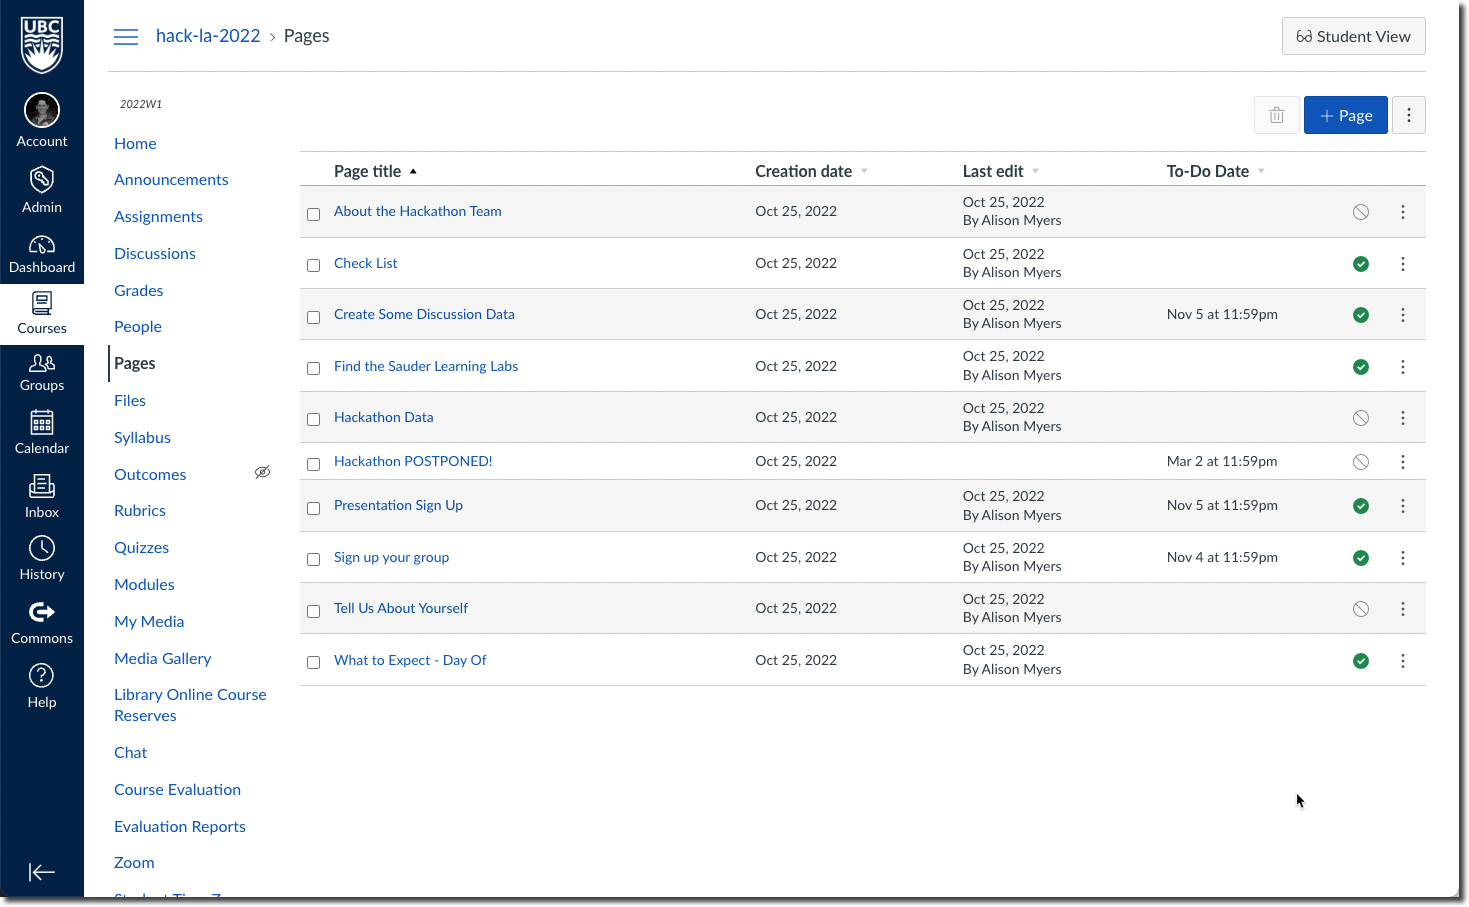 UBC
Account
Admin
Dashboard
Courses
Groups
Calendar
Inbox
History
Commons
Help
hack-la-2022 › Pages
Student View
2022W1
Home
Announcements
Assignments
Discussions
Grades
People
Pages
Files
Syllabus
Outcomes
Rubrics
Quizzes
Modules
My Media
Media Gallery
Library Online Course
Reserves
Chat
Course Evaluation
Evaluation Reports
Zoom
+ Page
Page title Creation date Last edit To-Do Date
About the Hackathon Team Oct 25, 2022 Oct 25, 2022
By Alison Myers
Check List Oct 25, 2022 Oct 25, 2022
By Alison Myers
Create Some Discussion Data Oct 25, 2022 Oct 25, 2022
By Alison Myers Nov 5 at 11:59pm
Find the Sauder Learning Labs Oct 25, 2022 Oct 25, 2022
By Alison Myers
Hackathon Data Oct 25, 2022 Oct 25, 2022
By Alison Myers
Hackathon POSTPONED! Oct 25, 2022 Mar 2 at 11:59pm
Presentation Sign Up Oct 25, 2022 Oct 25, 2022
By Alison Myers Nov 5 at 11:59pm
Sign up your group Oct 25, 2022 Oct 25, 2022
By Alison Myers Nov 4 at 11:59pm
Tell Us About Yourself Oct 25, 2022 Oct 25, 2022
By Alison Myers
What to Expect - Day Of Oct 25, 2022 Oct 25, 2022
By Alison Myers